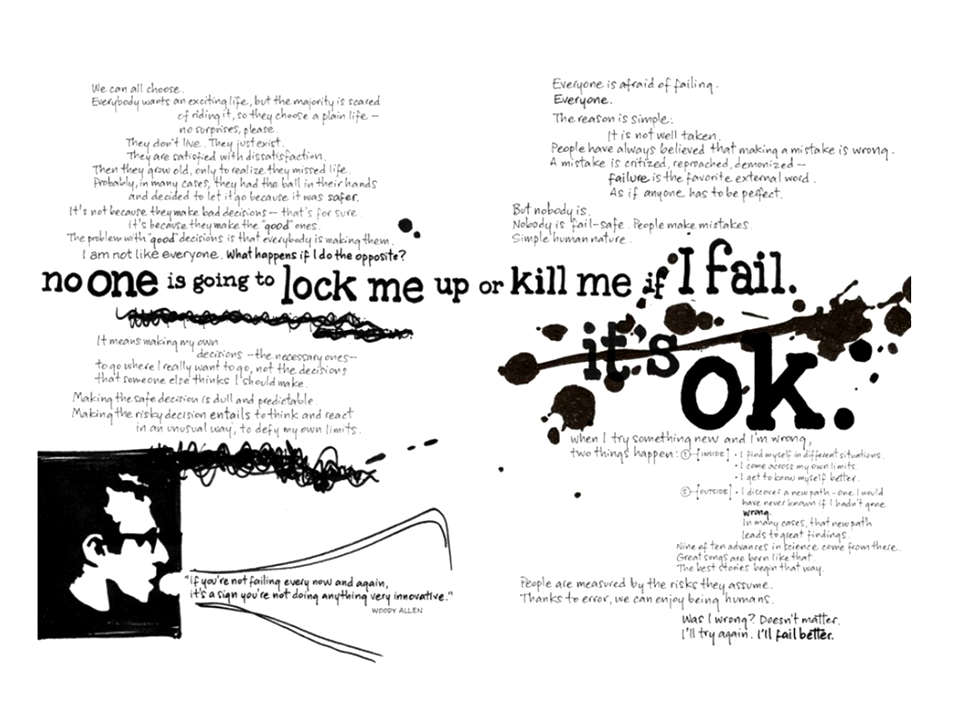 We can all choose.
Everybody wants an exciting life, but the majority is scared
of riding it, so they choose a plain life –
no surprises, please.
They don't live. They just exist.
They are satisfied with dissatisfaction.
Then they grow old, only to realize they missed life.
Probably, in many cases, they had the ball in their hands
and decided to let it go because it was safer.
It's not because they make bad decisions – that's for sure.
it's because they make the "good" ones.
The problem with "good" decisions is that everybody is making them.
I am not like everyone. What happens if I do the opposite?
Everyone is afraid of failing.
Everyone.
The reason is simple:
It is not well taken.
People have always believed that making a mistake is wrong.
A mistake is critized, reproached, demonized –
failure is the favorite external word.
As if anyone has to be perfect.
But nobody is.
Nobody is fail-safe. People make mistakes.
Simple human nature.
no one is going to lock me up or kill me if I fail.
it's
ok.
It means making my own
decisions – the necessary ones –
to go where I really want to go, not the decisions
that someone else thinks I should make.
Making the safe decision is dull and predictable.
Making the risky decision entails to think and react
in an unusual way, to defy my own limits.
"If you're not failing every now and again,
it's a sign you're not doing anything very innovative."
WOODY ALLEN
when I try something new and I'm wrong,
two things happen: 1 [INSIDE] • I find myself in different situations.
• I come across my own limits.
• I get to know myself better.
2 [OUTSIDE] • I discover a new path – one I would
have never known if I hadn't gone
wrong.
In many cases, that new path
leads to great findings.
Nine of ten advances in science come from there.
Great songs are born like that.
The best stories begin that way.
People are measured by the risks they assume.
Thanks to error, we can enjoy being humans.
Was I wrong? Doesn't matter.
I'll try again. I'll fail better.